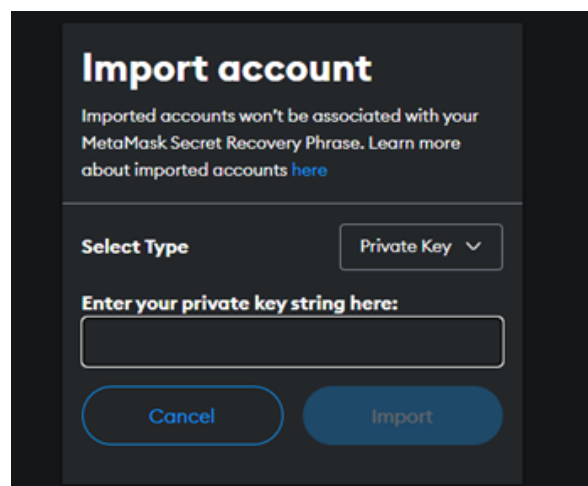 Import account
Imported accounts won't be associated with your
MetaMask Secret Recovery Phrase. Learn more
about imported accounts here
Select Type
Private Key
Enter your private key string here:
Cancel
Import